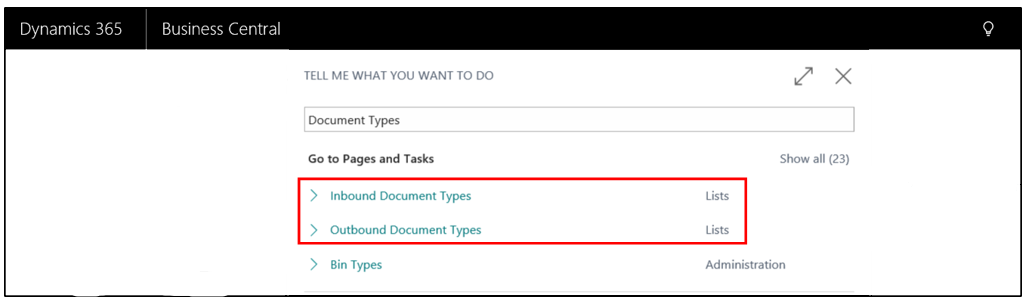 Dynamics 365 Business Central
TELL ME WHAT YOU WANT TO DO
Document Types
Go to Pages and Tasks Show all (23)
Inbound Document Types Lists
Outbound Document Types Lists
Bin Types Administration